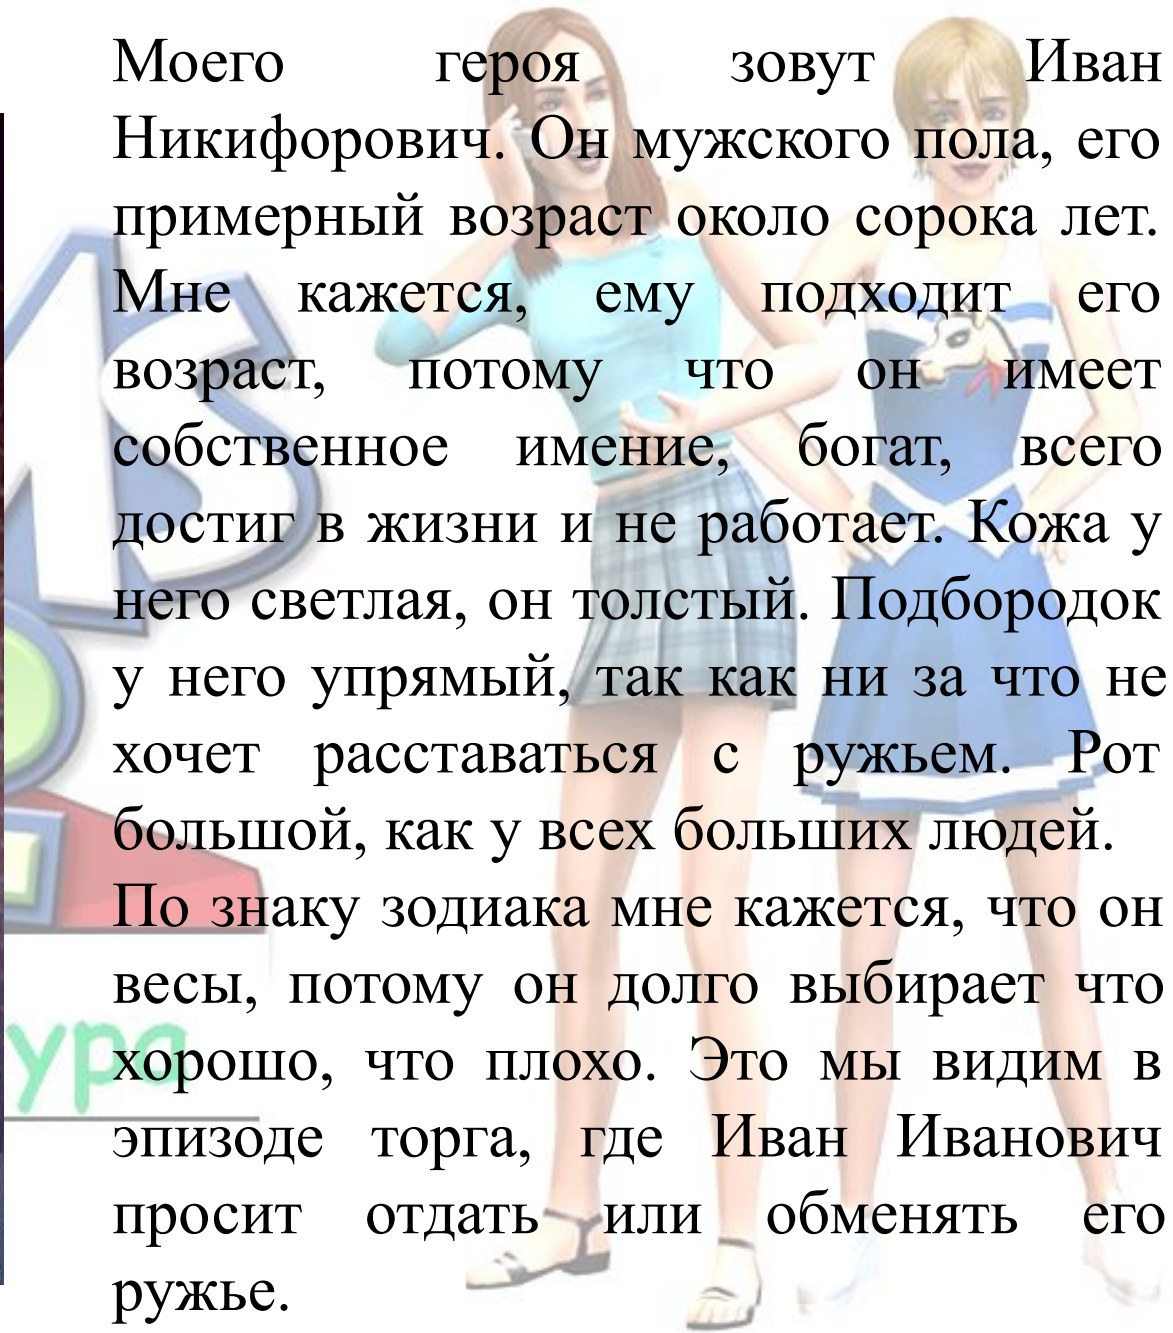 Моего героя зовут Иван
Никифорович. Он мужского пола, его
примерный возраст около сорока лет.
Мне кажется, ему подходит его
возраст, потому что он имеет
собственное имение, богат, всего
достиг в жизни и не работает. Кожа у
него светлая, он толстый. Подбородок
у него упрямый, так как ни за что не
хочет расставаться с ружьем. Рот
большой, как у всех больших людей.
По знаку зодиака мне кажется, что он
весы, потому он долго выбирает что
хорошо, что плохо. Это мы видим в
эпизоде торга, где Иван Иванович
просит отдать или обменять его
ружье.